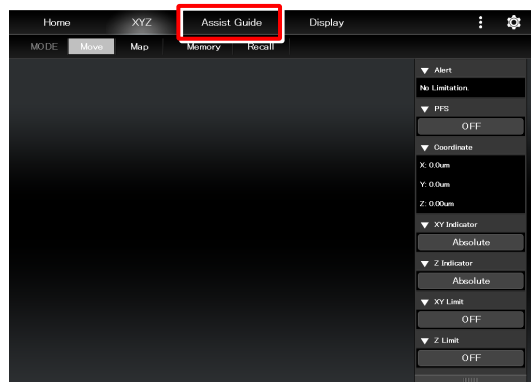 Home XYZ Assist Guide Display
MODE Move Map Memory Recall
Alert
No Limitation.
PFS
OFF
Coordinate
X: 0.0um
Y: 0.0um
Z: 0.00um
XY Indicator
Absolute
Z Indicator
Absolute
XY Limit
OFF
Z Limit
OFF